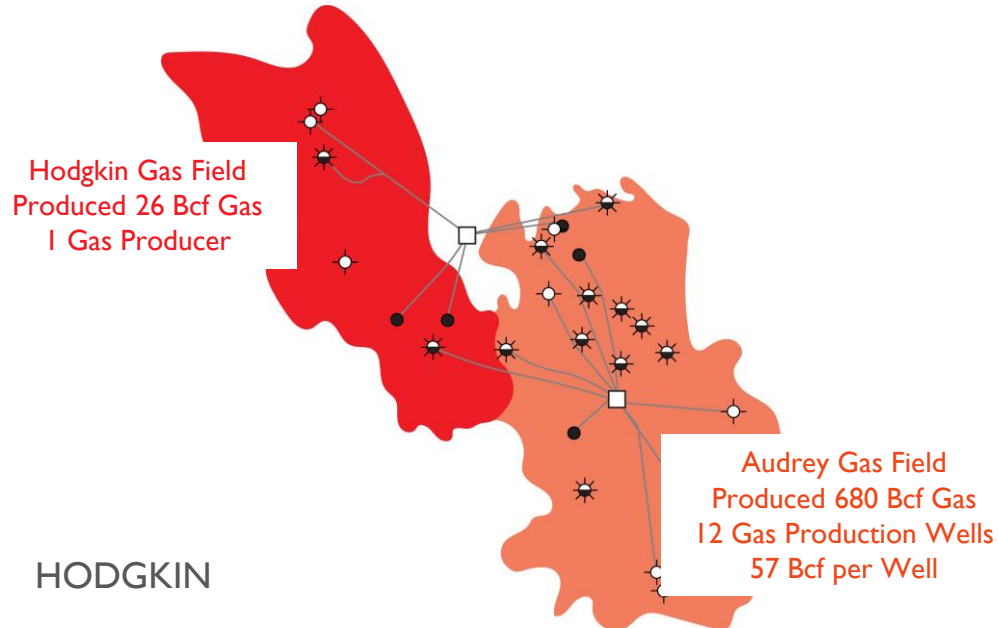 Hodgkin Gas Field
Produced 26 Bcf Gas
1 Gas Producer
Audrey Gas Field
Produced 680 Bcf Gas
12 Gas Production Wells
57 Bcf per Well
HODGKIN